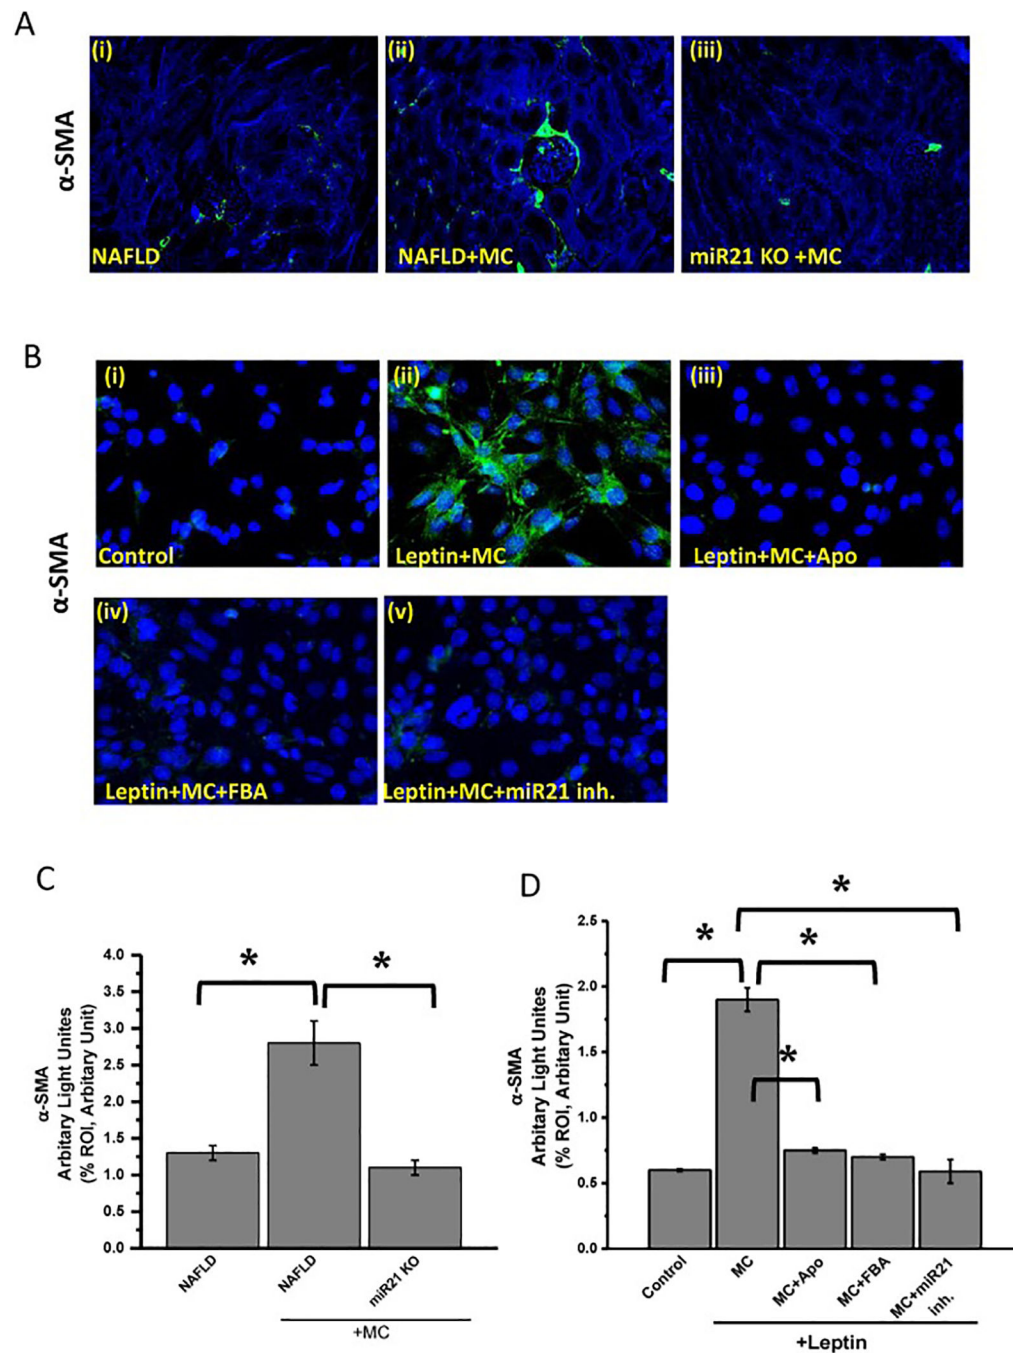 A
α-SMA
(i)
(ii)
(iii)
NAFLD
NAFLD+MC
miR21 KO +MC
B
α-SMA
(i)
(ii)
(iii)
Control
Leptin+MC
Leptin+MC+Apo
(iv)
(v)
Leptin+MC+FBA
Leptin+MC+miR21 inh.
C
α-SMA
Arbitary Light Unites
(% ROI, Arbitary Unit)
4.0
3.5
3.0
2.5
2.0
1.5
1.0
0.5
0.0
*
*
NAFLD
NAFLD
miR21 KO
+MC
D
α-SMA
Arbitary Light Unites
(% ROI, Arbitary Unit)
2.5
2.0
1.5
1.0
0.5
0.0
*
*
*
*
Control
MC
MC+Apo
MC+FBA
MC+miR21
inh.
+Leptin